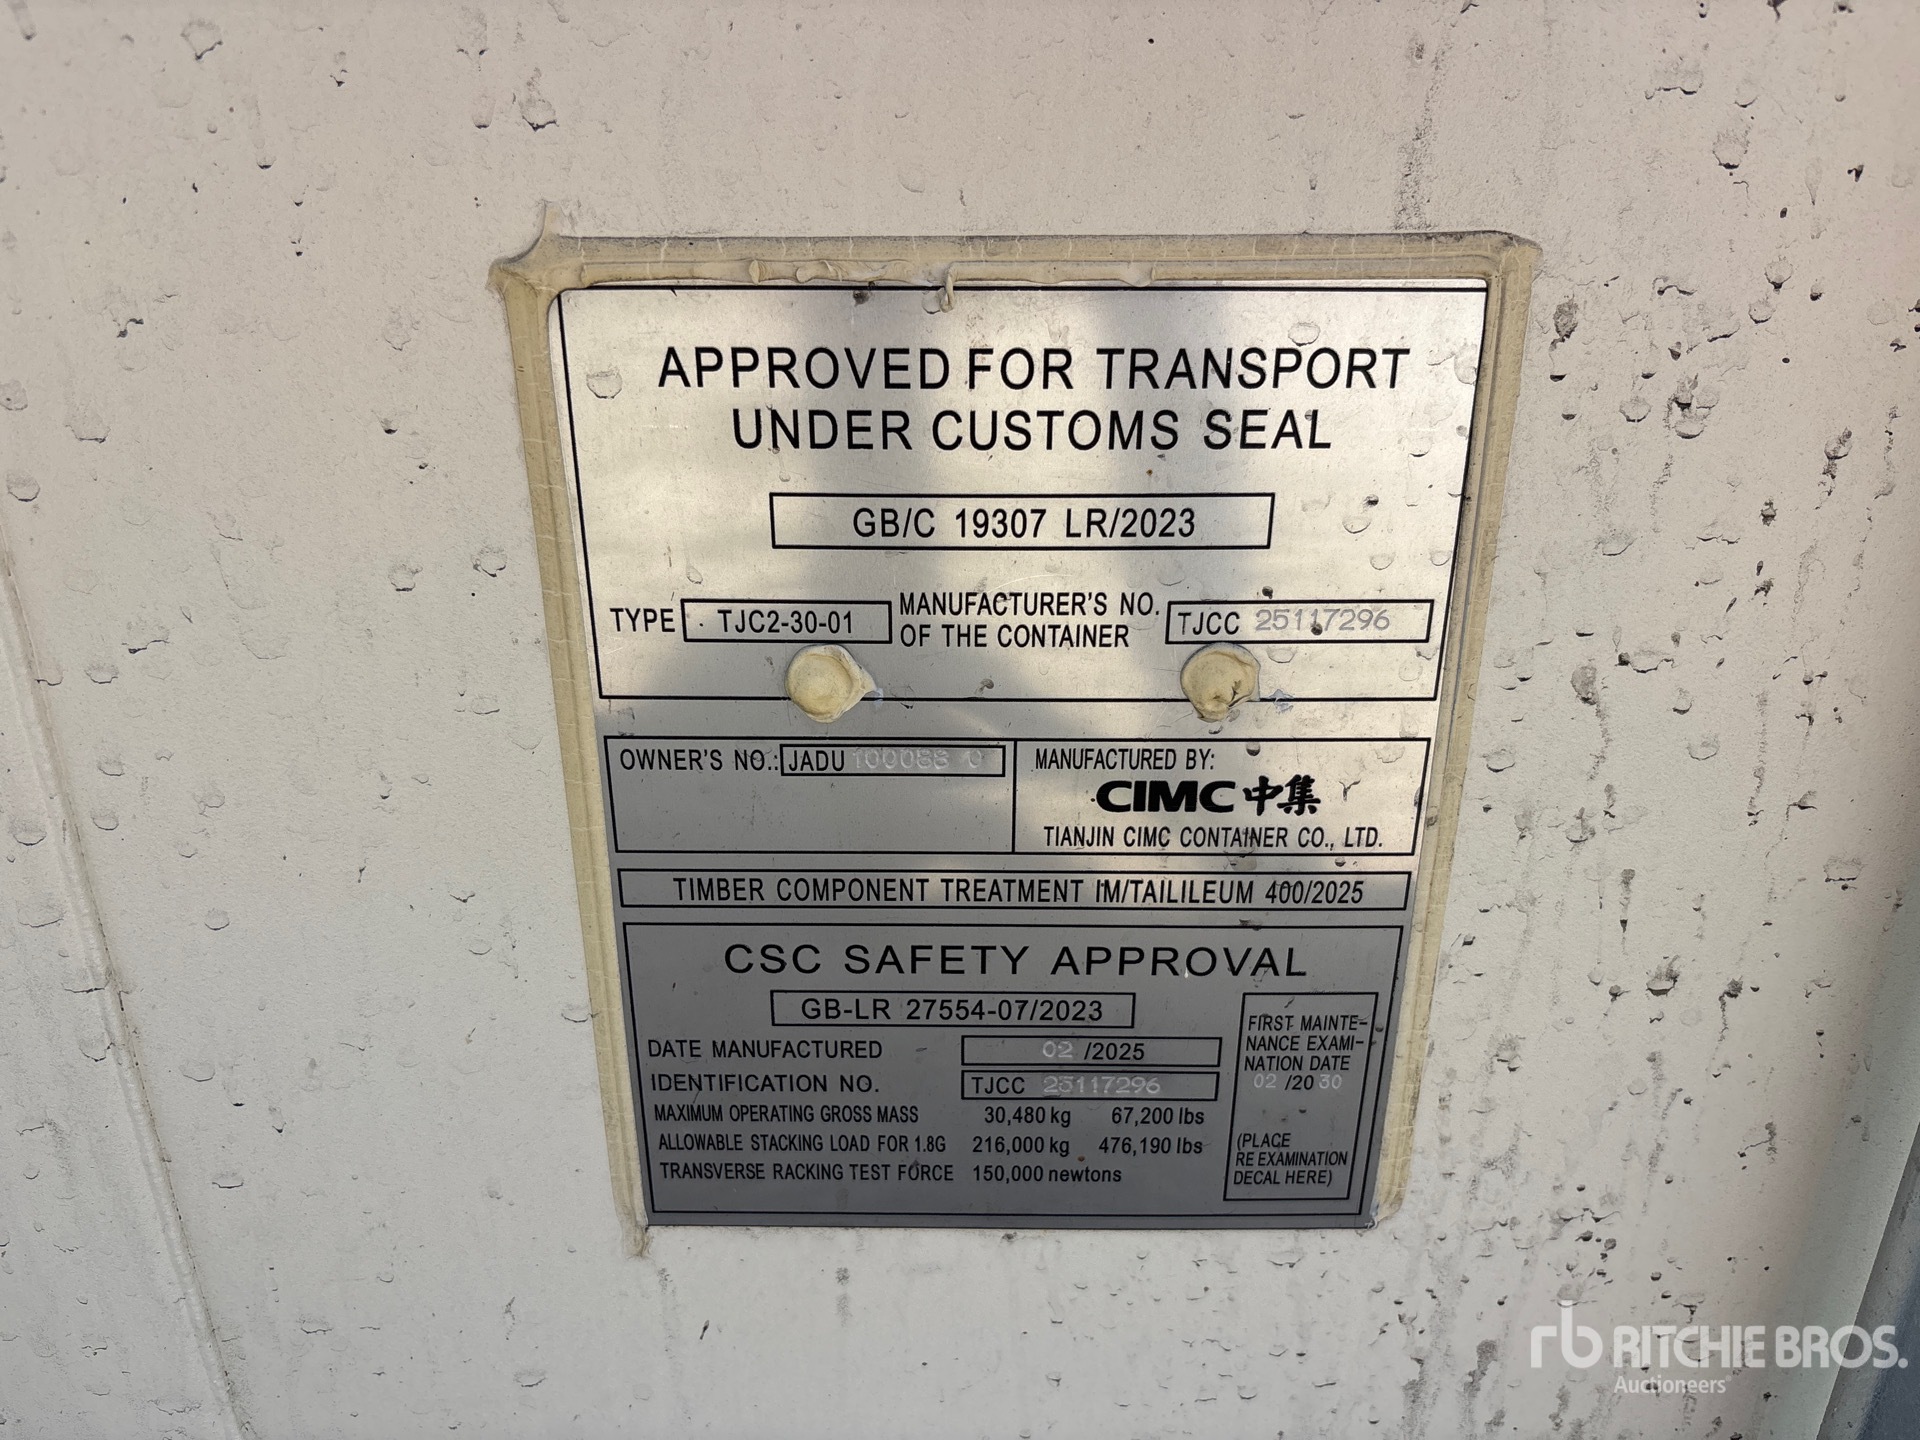 APPROVED FOR TRANSPORT
UNDER CUSTOMS SEAL
GB/C 19307 LR/2023
TYPE TJC2-30-01 MANUFACTURER'S NO. OF THE CONTAINER TJCC 25117296
OWNER'S NO.: JADU
MANUFACTURED BY:
CIMC 中集
TIANJIN CIMC CONTAINER CO., LTD.
TIMBER COMPONENT TREATMENT IM/TAILILEUM 400/2025
CSC SAFETY APPROVAL
GB-LR 27554-07/2023
DATE MANUFACTURED 02 /2025
IDENTIFICATION NO. TJCC 25117296
MAXIMUM OPERATING GROSS MASS 30,480 kg 67,200 lbs
ALLOWABLE STACKING LOAD FOR 1.8G 216,000 kg 476,190 lbs
TRANSVERSE RACKING TEST FORCE 150,000 newtons
FIRST MAINTE-
NANCE EXAMI-
NATION DATE
02 /20 30
(PLACE
RE EXAMINATION
DECAL HERE)
rb RITCHIE BROS.
Auctioneers